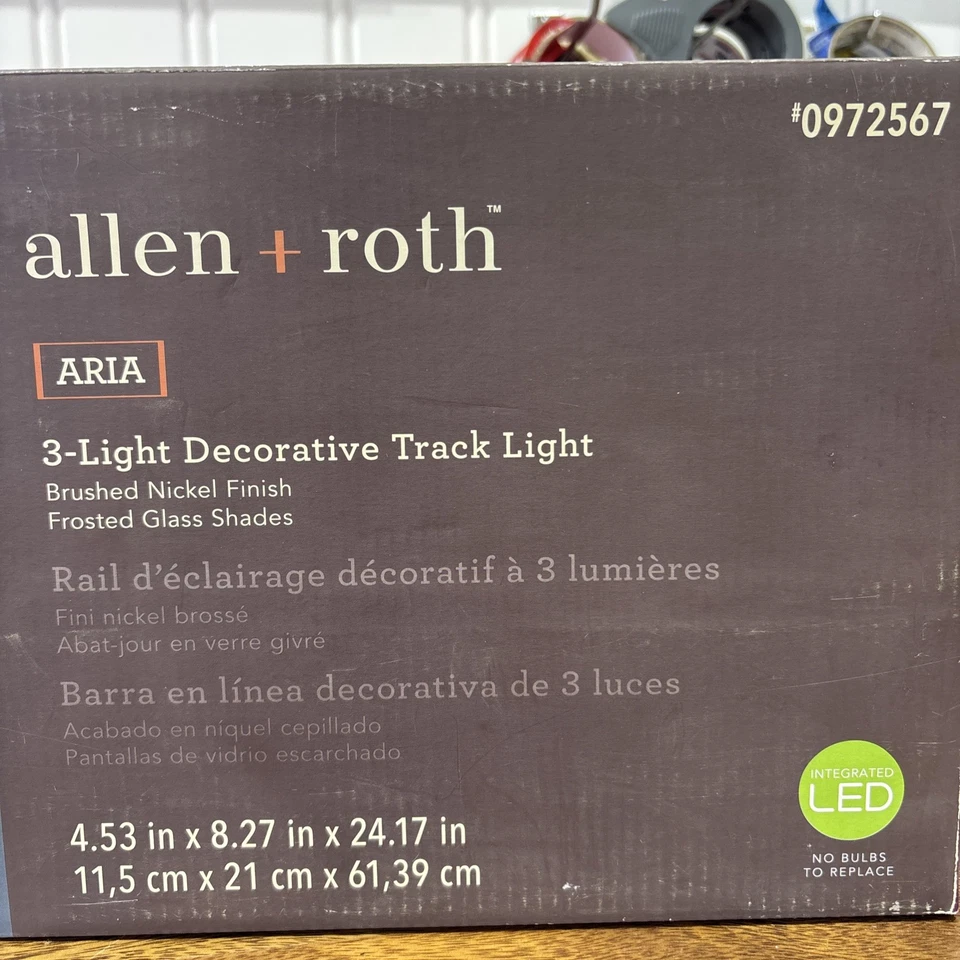 #0972567
allen + roth™
ARIA
3-Light Decorative Track Light
Brushed Nickel Finish
Frosted Glass Shades
Rail d'éclairage décoratif à 3 lumières
Fini nickel brossé
Abat-jour en verre givré
Barra en línea decorativa de 3 luces
Acabado en níquel cepillado
Pantallas de vidrio escarchado
4.53 in x 8.27 in x 24.17 in
11,5 cm x 21 cm x 61,39 cm
INTEGRATED
LED
NO BULBS
TO REPLACE